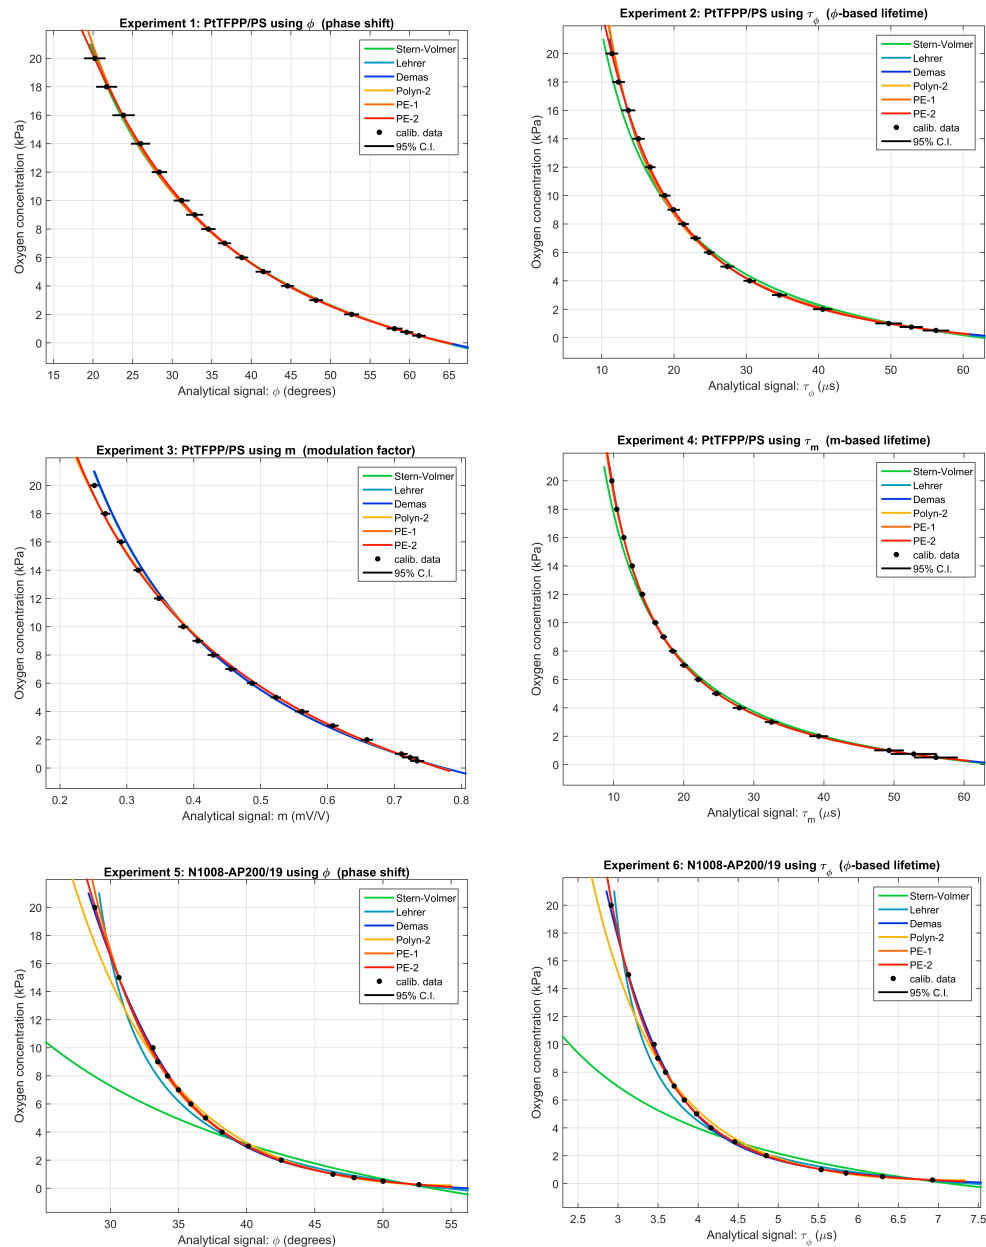 Experiment 1: PtTFPP/PS using ϕ (phase shift)
Oxygen concentration (kPa)
20
18
16
14
12
10
8
6
4
2
0
Stern-Volmer
Lehrer
Demas
Polyn-2
PE-1
PE-2
calib. data
95% C.I.
15 20 25 30 35 40 45 50 55 60 65
Analytical signal: ϕ (degrees)
Experiment 2: PtTFPP/PS using τϕ (ϕ-based lifetime)
Oxygen concentration (kPa)
20
18
16
14
12
10
8
6
4
2
0
Stern-Volmer
Lehrer
Demas
Polyn-2
PE-1
PE-2
calib. data
95% C.I.
10 20 30 40 50 60
Analytical signal: τϕ (μs)
Experiment 3: PtTFPP/PS using m (modulation factor)
Oxygen concentration (kPa)
20
18
16
14
12
10
8
6
4
2
0
Stern-Volmer
Lehrer
Demas
Polyn-2
PE-1
PE-2
calib. data
95% C.I.
0.2 0.3 0.4 0.5 0.6 0.7 0.8
Analytical signal: m (mV/V)
Experiment 4: PtTFPP/PS using τm (m-based lifetime)
Oxygen concentration (kPa)
20
18
16
14
12
10
8
6
4
2
0
Stern-Volmer
Lehrer
Demas
Polyn-2
PE-1
PE-2
calib. data
95% C.I.
10 20 30 40 50 60
Analytical signal: τm (μs)
Experiment 5: N1008-AP200/19 using ϕ (phase shift)
Oxygen concentration (kPa)
20
18
16
14
12
10
8
6
4
2
0
Stern-Volmer
Lehrer
Demas
Polyn-2
PE-1
PE-2
calib. data
95% C.I.
30 35 40 45 50 55
Analytical signal: ϕ (degrees)
Experiment 6: N1008-AP200/19 using τϕ (ϕ-based lifetime)
Oxygen concentration (kPa)
20
18
16
14
12
10
8
6
4
2
0
Stern-Volmer
Lehrer
Demas
Polyn-2
PE-1
PE-2
calib. data
95% C.I.
2.5 3 3.5 4 4.5 5 5.5 6 6.5 7 7.5
Analytical signal: τϕ (μs)